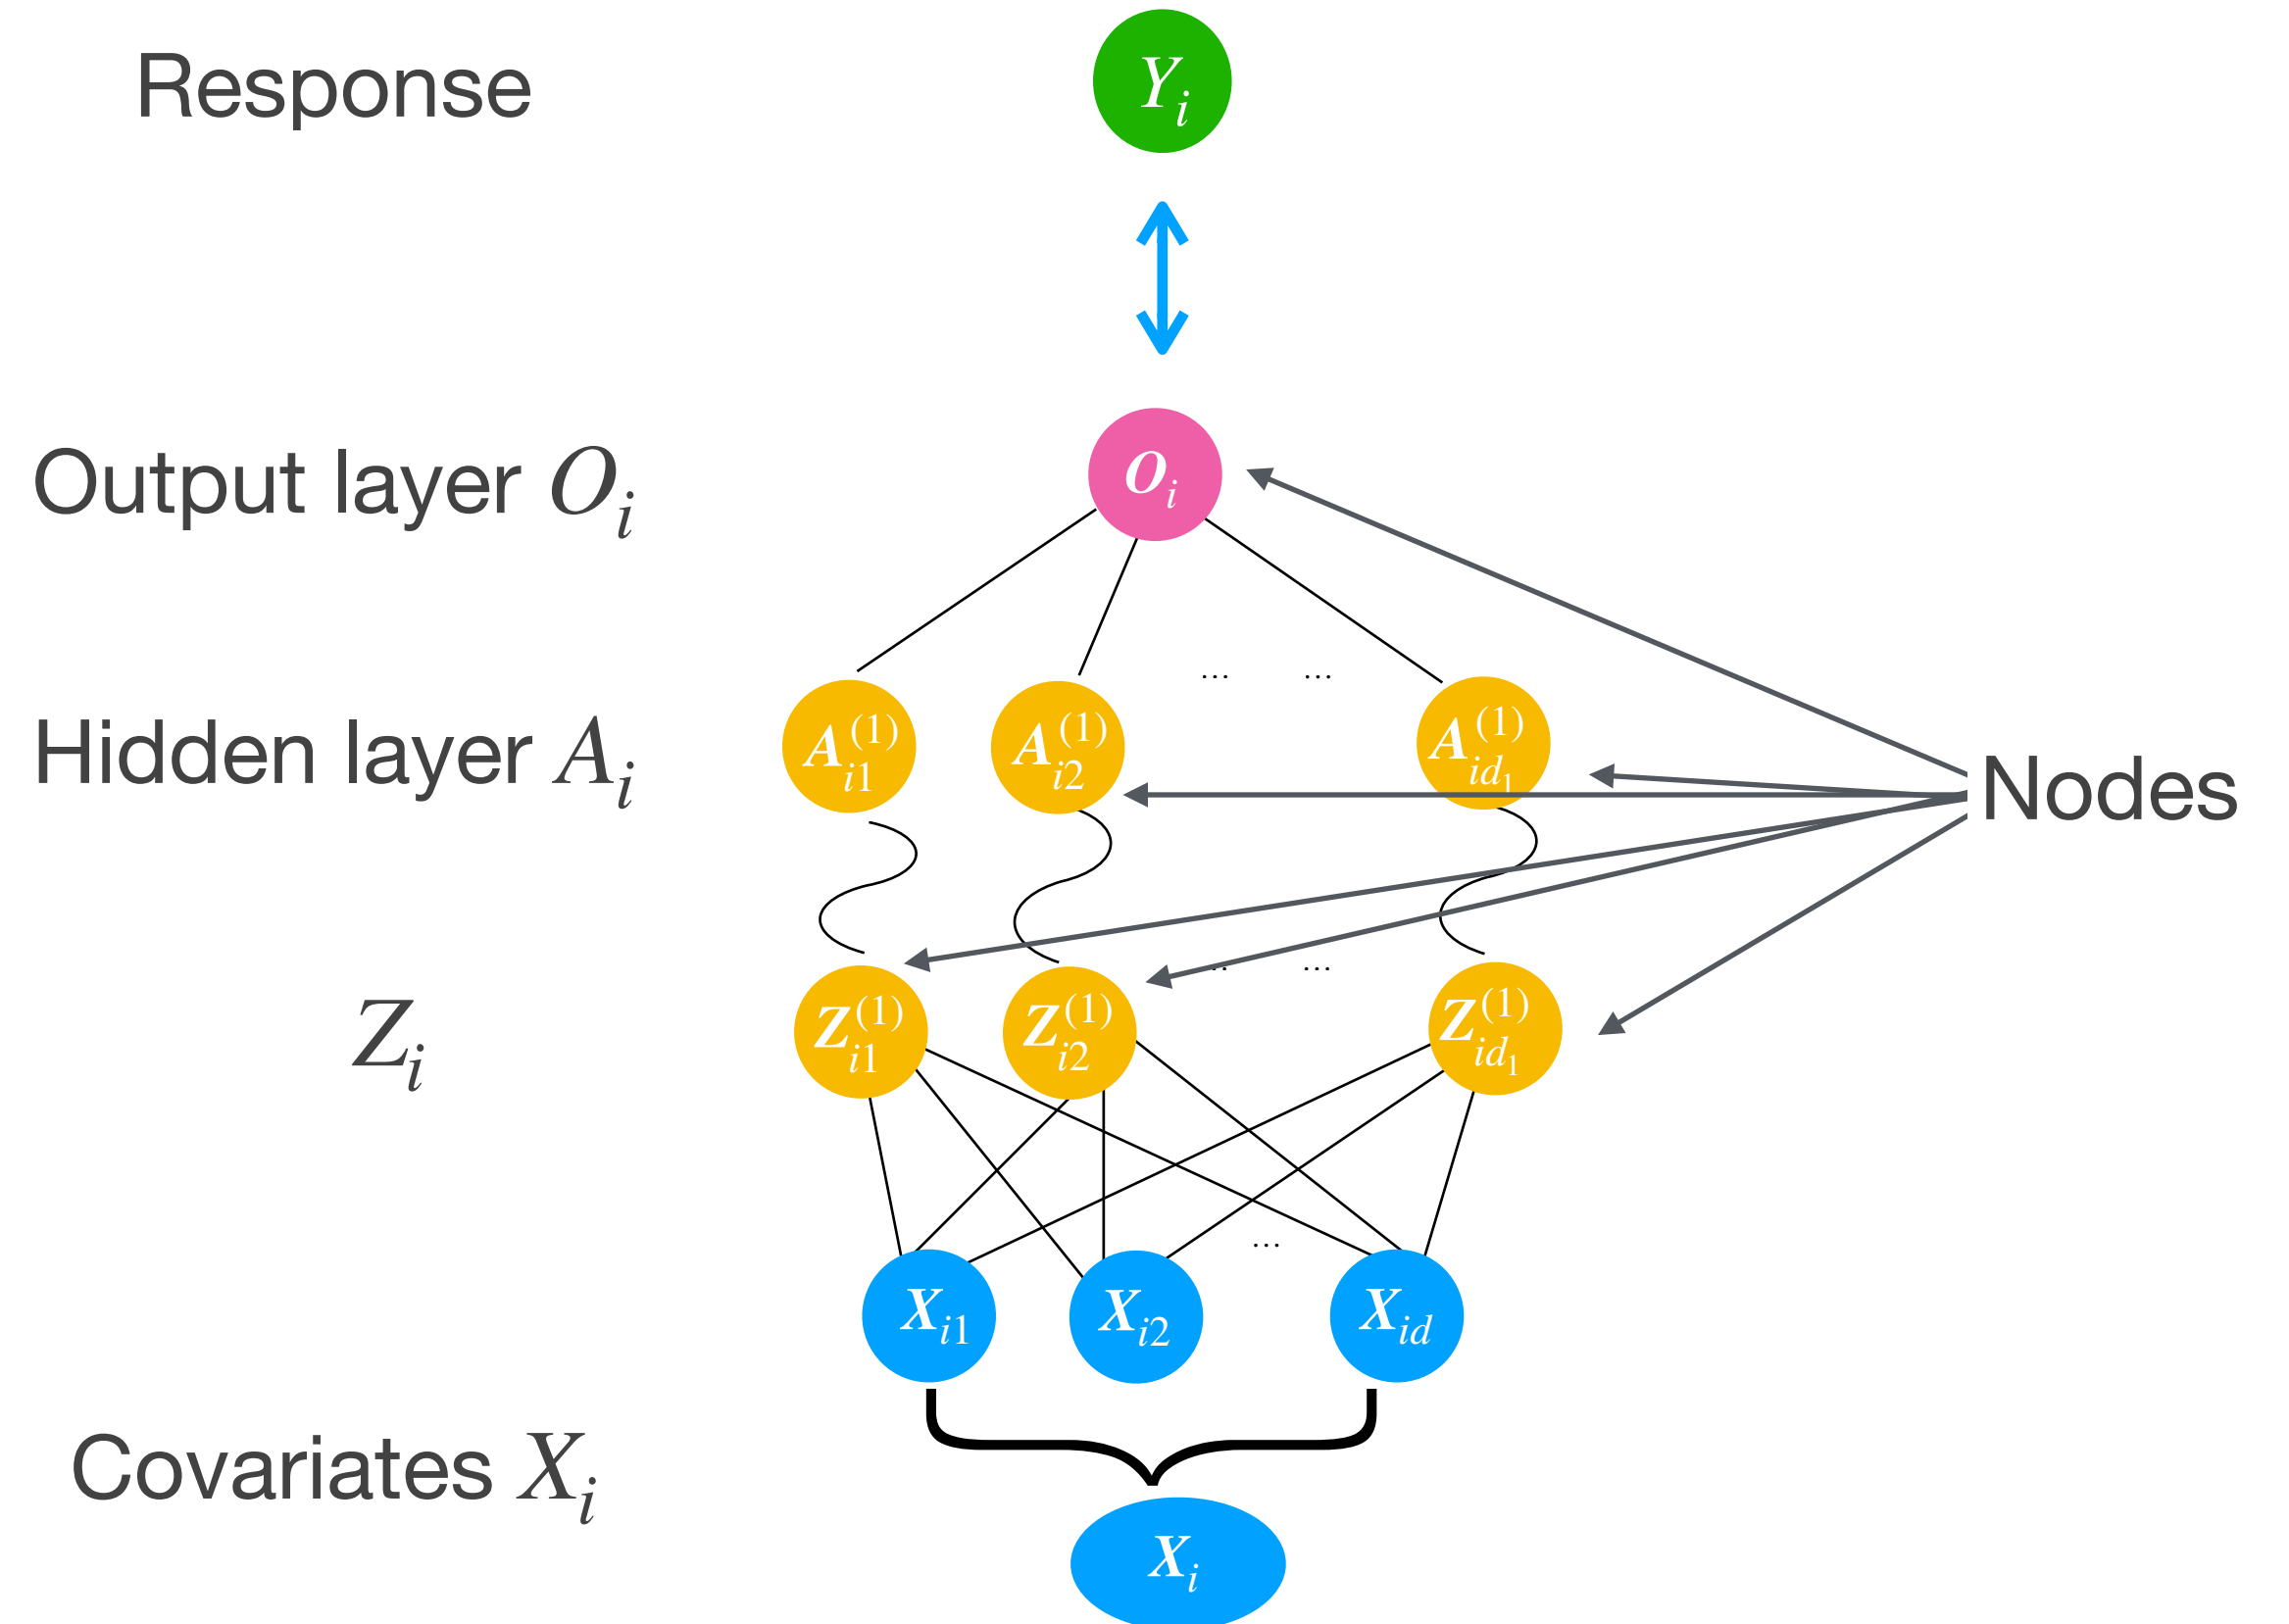 Response
Y_i
Output layer O_i
O_i
... ...
Hidden layer A_i
A_{i1}^{(1)} A_{i2}^{(1)} A_{id_1}^{(1)}
Nodes
... ...
Z_i
Z_{i1}^{(1)} Z_{i2}^{(1)} Z_{id_1}^{(1)}
...
X_{i1} X_{i2} X_{id}
Covariates X_i
X_i